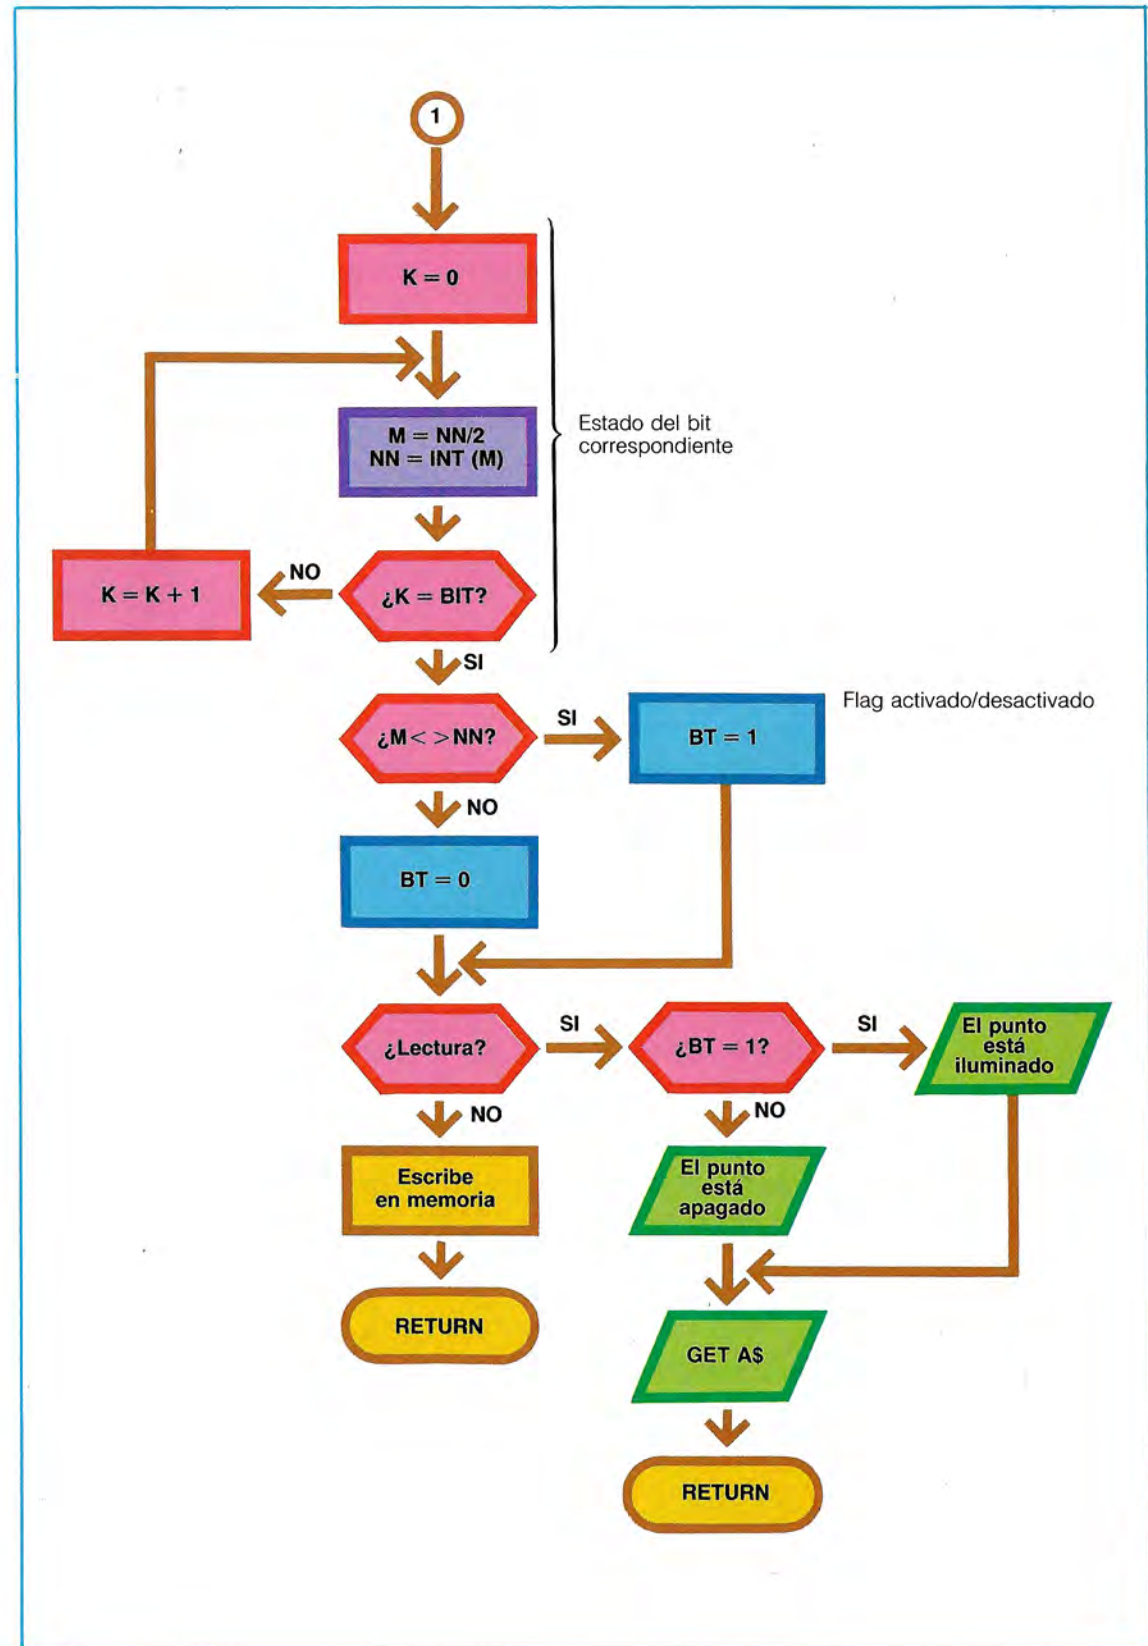 1
K = 0
M = NN/2
NN = INT (M)
Estado del bit
correspondiente
K = K + 1
NO
¿K = BIT?
SI
¿M< >NN?
SI
BT = 1
Flag activado/desactivado
NO
BT = 0
¿Lectura?
SI
¿BT = 1?
SI
El punto
está
iluminado
NO
NO
Escribe
en memoria
El punto
está
apagado
RETURN
GET A$
RETURN